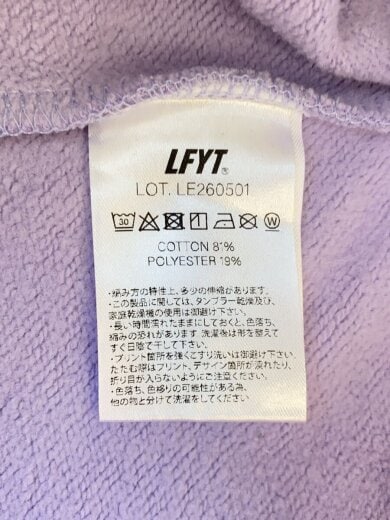 LFYT®
LOT. LE260501
30 W
COTTON 81%
POLYESTER 19%
・編み方の特性上、多少の伸縮があります。
・この製品に関しては、タンブラー乾燥及び、
家庭乾燥機の使用は御避け下さい。
・長い時間濡れたままにしておくと、色落ち、
縮みの恐れがあります。洗濯後は形を整えて
すぐ日陰で干して下さい。
・プリント箇所を強くこすり洗いは御避け下さい
たたむ際はプリント、デザイン箇所が濡れたり、
折り目が入らないようにご注意ください。
・色落ち、色移りの可能性がある為、
他の物と分けて洗濯をしてください